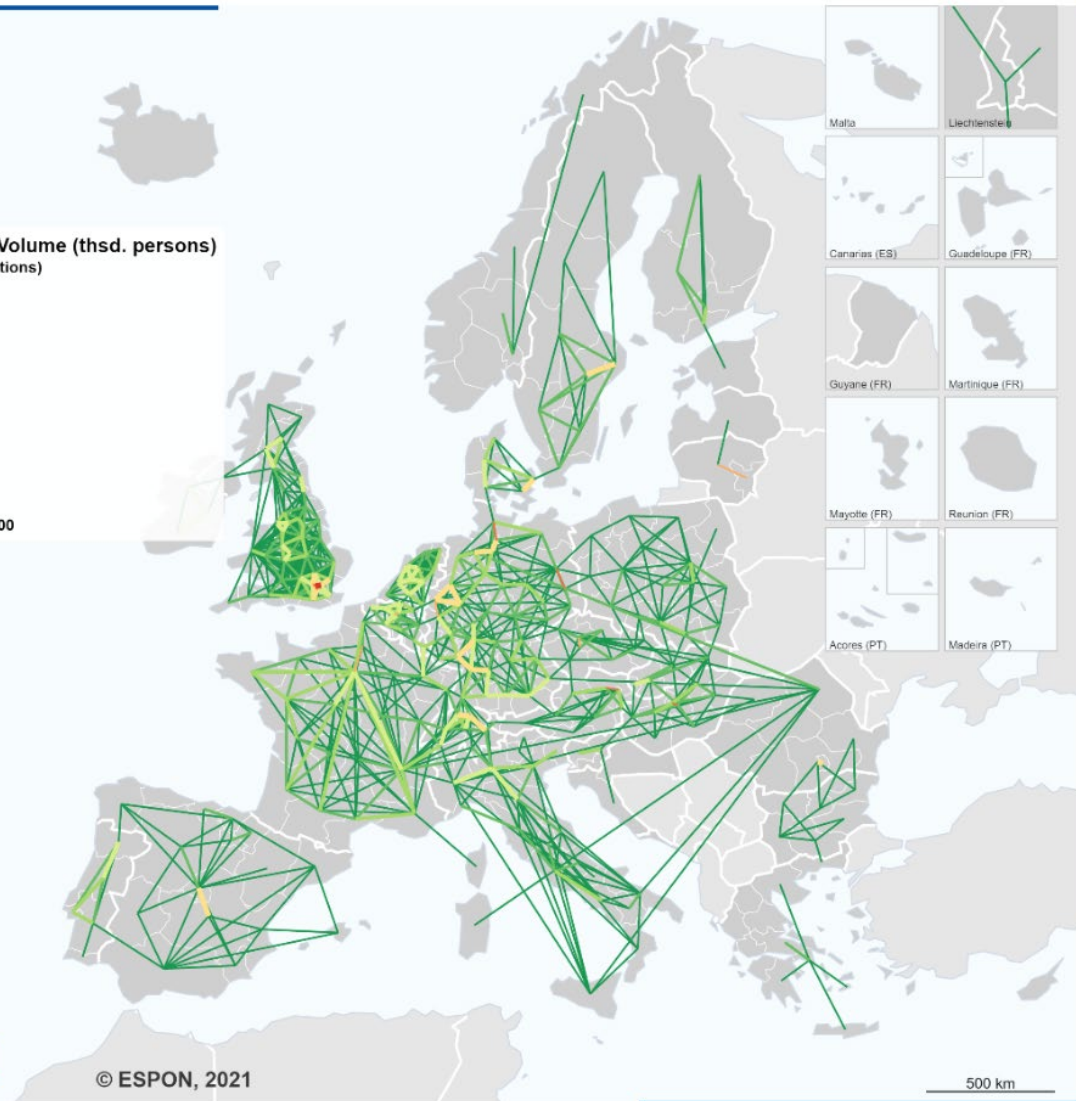 Volume (thsd. persons)
tions)
00
Malta
Liechtenstein
Canarias (ES)
Guadeloupe (FR)
Guyane (FR)
Martinique (FR)
Mayotte (FR)
Reunion (FR)
Acores (PT)
Madeira (PT)
© ESPON, 2021
500 km